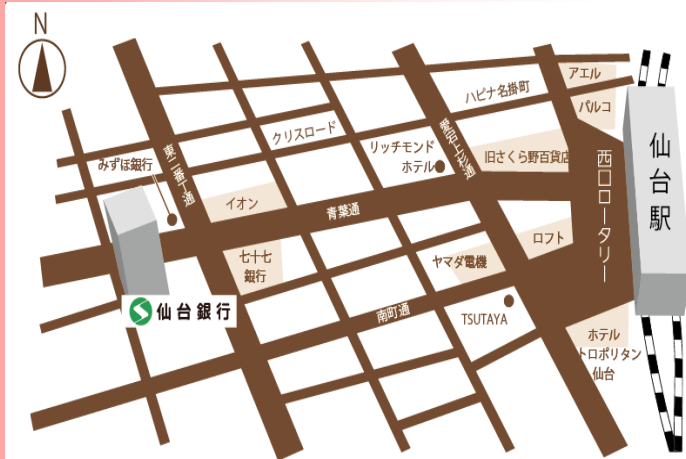 N
アエル
ハピナ名掛町
パルコ
クリスロード
リッチモンド
ホテル
愛宕上杉通
旧さくら野百貨店
仙台駅
西口ロータリー
みずほ銀行
東二番丁通
イオン
青葉通
七十七
銀行
ヤマダ電機
ロフト
仙台銀行
南町通
TSUTAYA
ホテル
トロポリタン
仙台